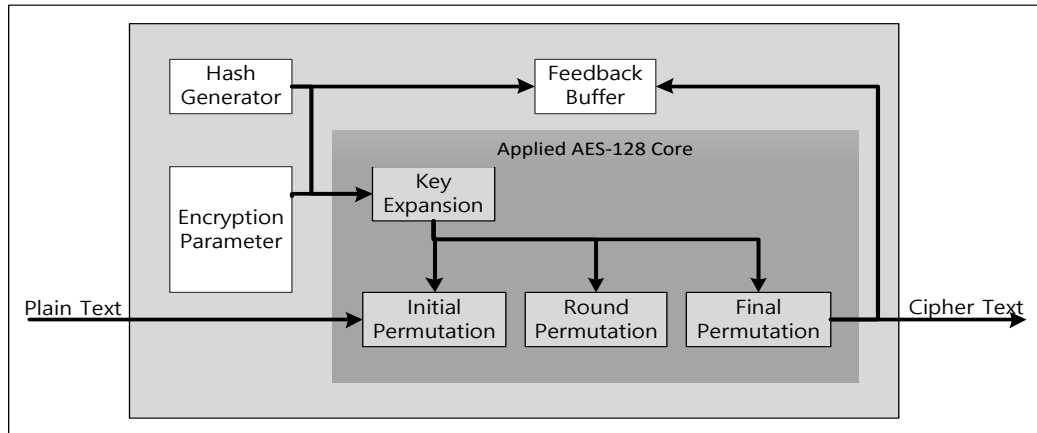 Hash
Generator
Feedback
Buffer
Applied AES-128 Core
Key
Expansion
Encryption
Parameter
Plain Text
Initial
Permutation
Round
Permutation
Final
Permutation
Cipher Text